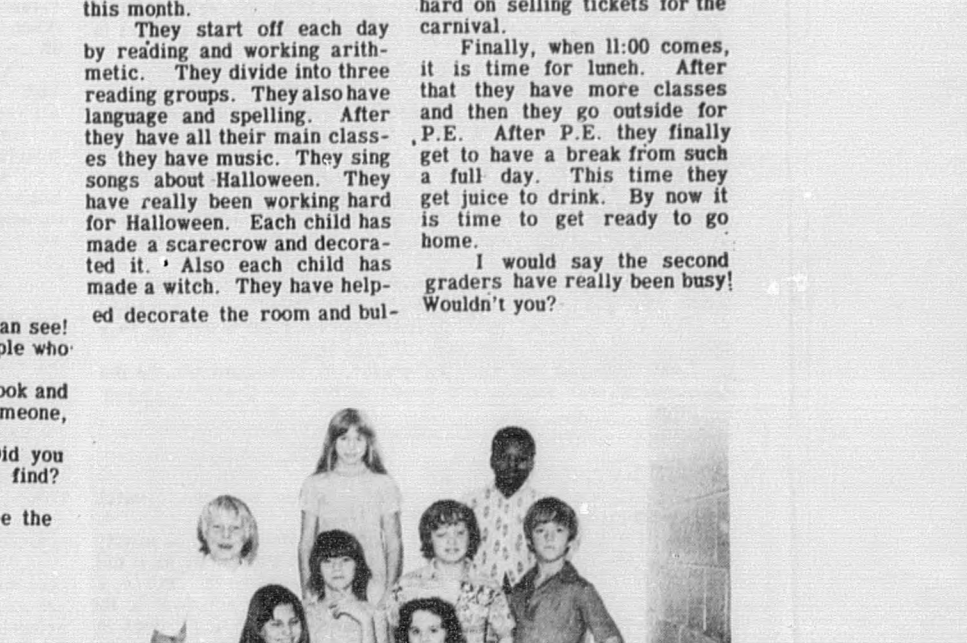 an see!
ple who
ook and
meone,
id you
find?
e the
this month.
They start off each day
by reading and working arith-
metic. They divide into three
reading groups. They also have
language and spelling. After
they have all their main class-
es they have music. They sing
songs about Halloween. They
have really been working hard
for Halloween. Each child has
made a scarecrow and decora-
ted it. Also each child has
made a witch. They have help-
ed decorate the room and bul-
hard on selling tickets for the
carnival.
Finally, when 11:00 comes,
it is time for lunch. After
that they have more classes
and then they go outside for
P.E. After P.E. they finally
get to have a break from such
a full day. This time they
get juice to drink. By now it
is time to get ready to go
home.
I would say the second
graders have really been busy!
Wouldn't you?